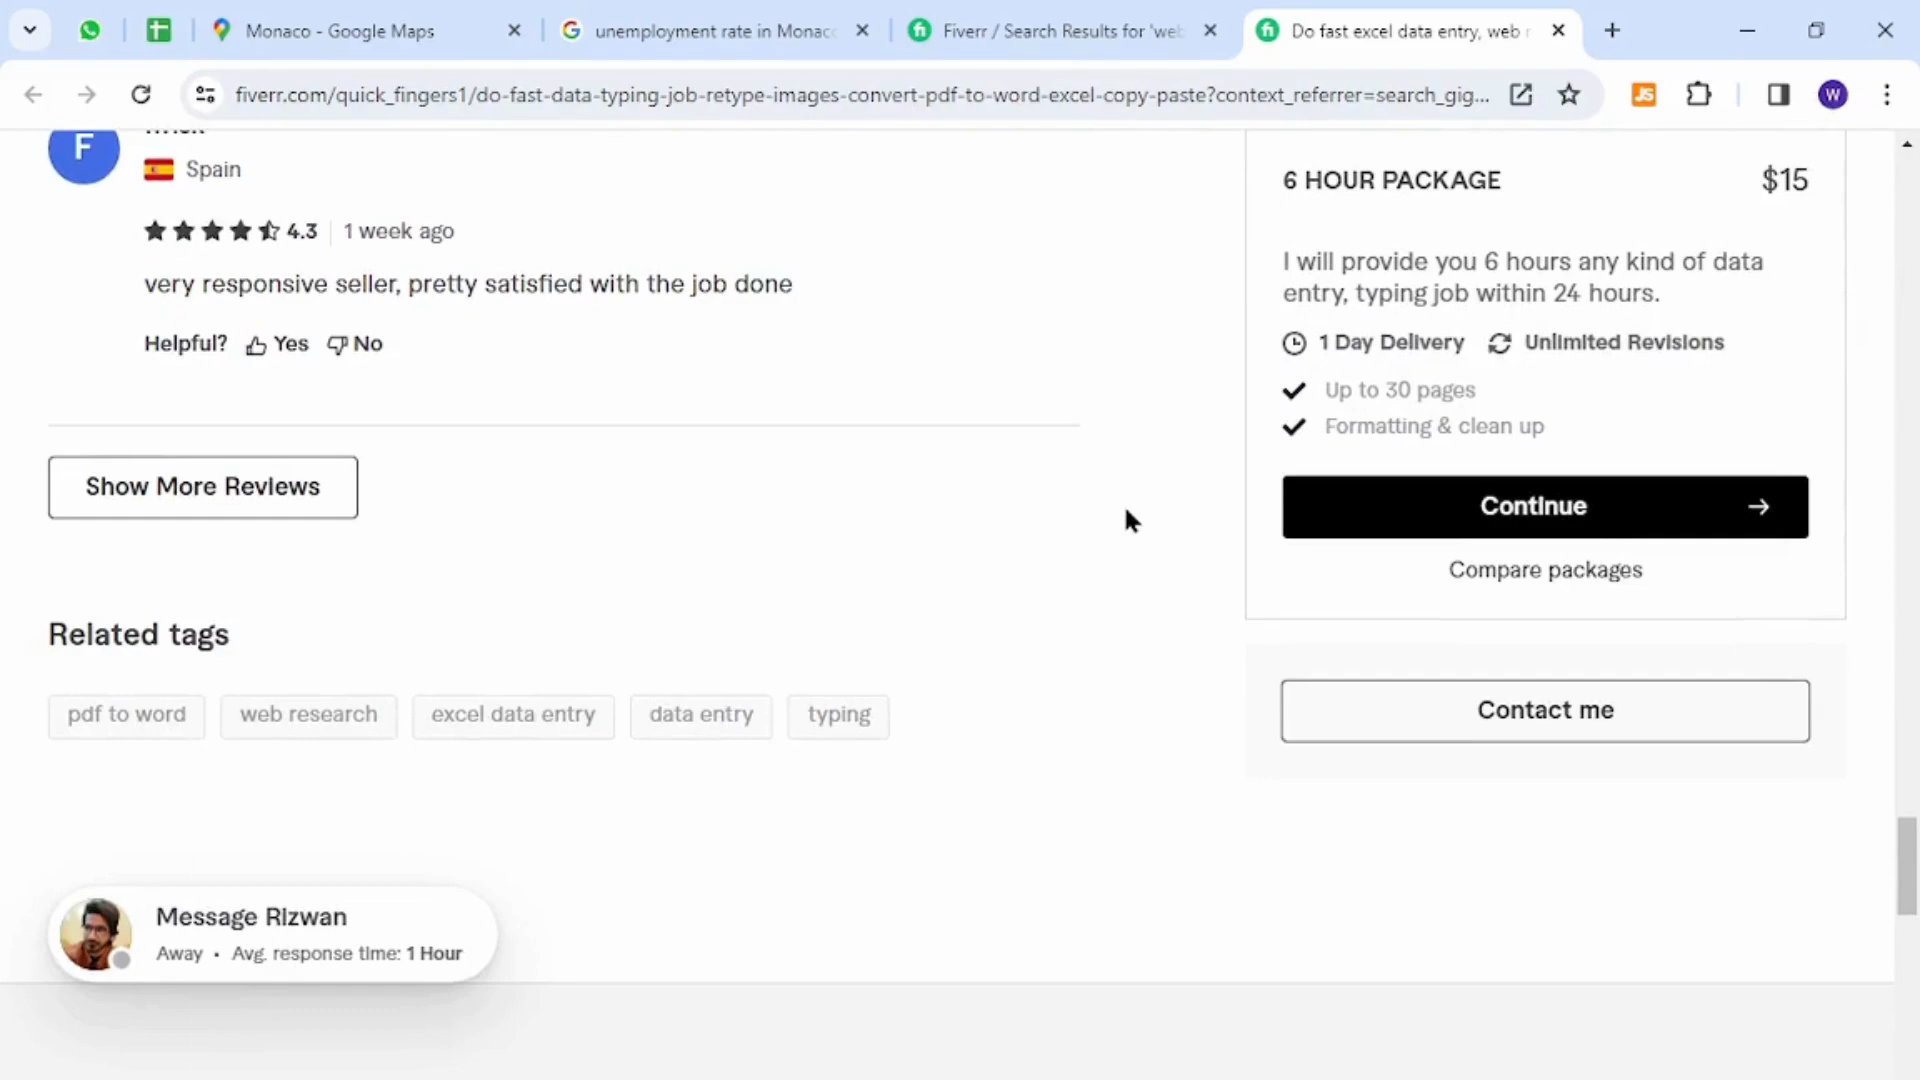 Monaco - Google Maps
unemployment rate in Monac
Fiverr / Search Results for 'web
Do fast excel data entry, web r
fiverr.com/quick_fingers1/do-fast-data-typing-job-retype-images-convert-pdf-to-word-excel-copy-paste?context_referrer=search_gig...
JS
W
F
Spain
4.3
1 week ago
very responsive seller, pretty satisfied with the job done
Helpful? Yes No
Show More Reviews
Related tags
pdf to word
web research
excel data entry
data entry
typing
Message Rizwan
Away • Avg. response time: 1 Hour
6 HOUR PACKAGE
$15
I will provide you 6 hours any kind of data
entry, typing job within 24 hours.
1 Day Delivery
Unlimited Revisions
Up to 30 pages
Formatting & clean up
Continue
Compare packages
Contact me